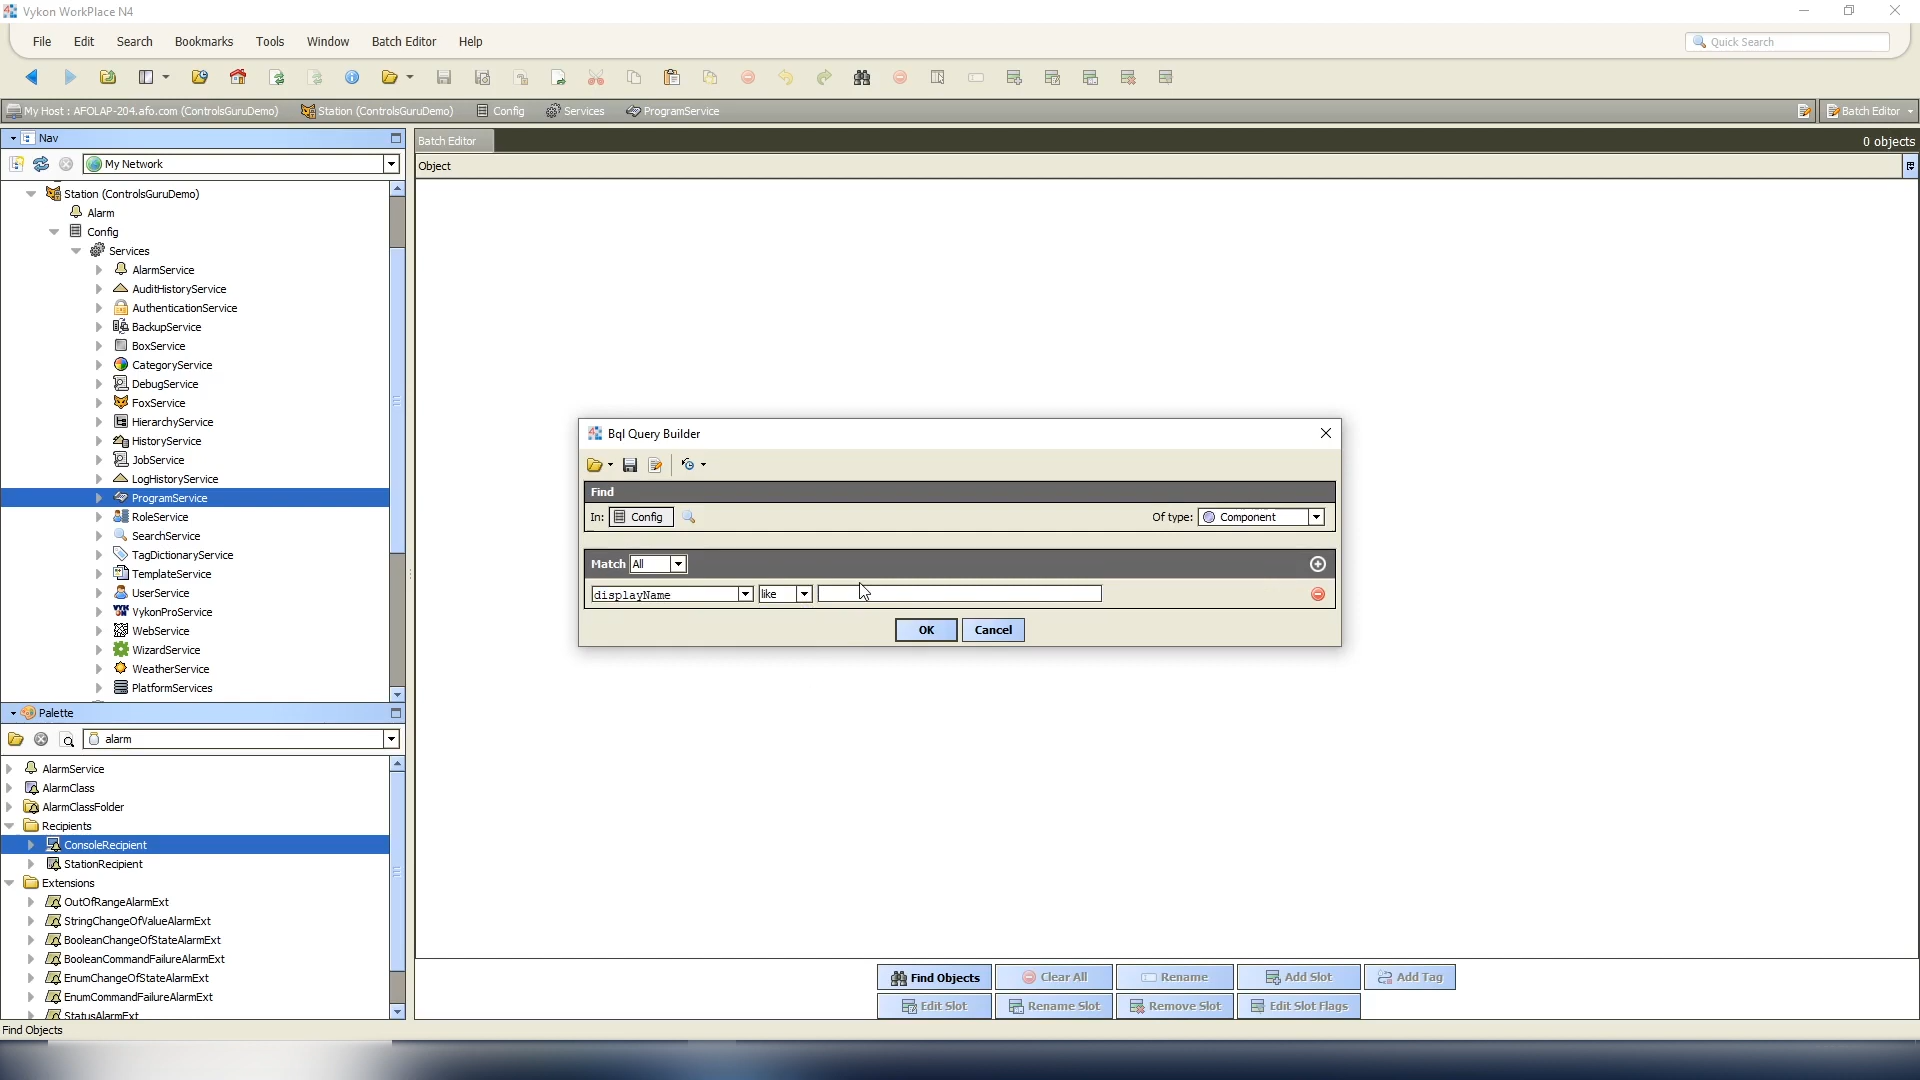 Vykon WorkPlace N4
File Edit Search Bookmarks Tools Window Batch Editor Help
Quick Search
My Host : AFOLAP-204.afo.com (ControlsGuruDemo) Station (ControlsGuruDemo) Config Services ProgramService Batch Editor
Nav
My Network
Station (ControlsGuruDemo)
Alarm
Config
Services
AlarmService
AuditHistoryService
AuthenticationService
BackupService
BoxService
CategoryService
DebugService
FoxService
HierarchyService
HistoryService
JobService
LogHistoryService
ProgramService
RoleService
SearchService
TagDictionaryService
TemplateService
UserService
VykonProService
WebService
WizardService
WeatherService
PlatformServices
Palette
alarm
AlarmService
AlarmClass
AlarmClassFolder
Recipients
ConsoleRecipient
StationRecipient
Extensions
OutOfRangeAlarmExt
StringChangeOfValueAlarmExt
BooleanChangeOfStateAlarmExt
BooleanCommandFailureAlarmExt
EnumChangeOfStateAlarmExt
EnumCommandFailureAlarmExt
StatusAlarmExt
Find Objects
Batch Editor 0 objects
Object
Bql Query Builder
Find
In: Config Of type: Component
Match All
displayName like
OK Cancel
Find Objects Clear All Rename Add Slot Add Tag
Edit Slot Rename Slot Remove Slot Edit Slot Flags